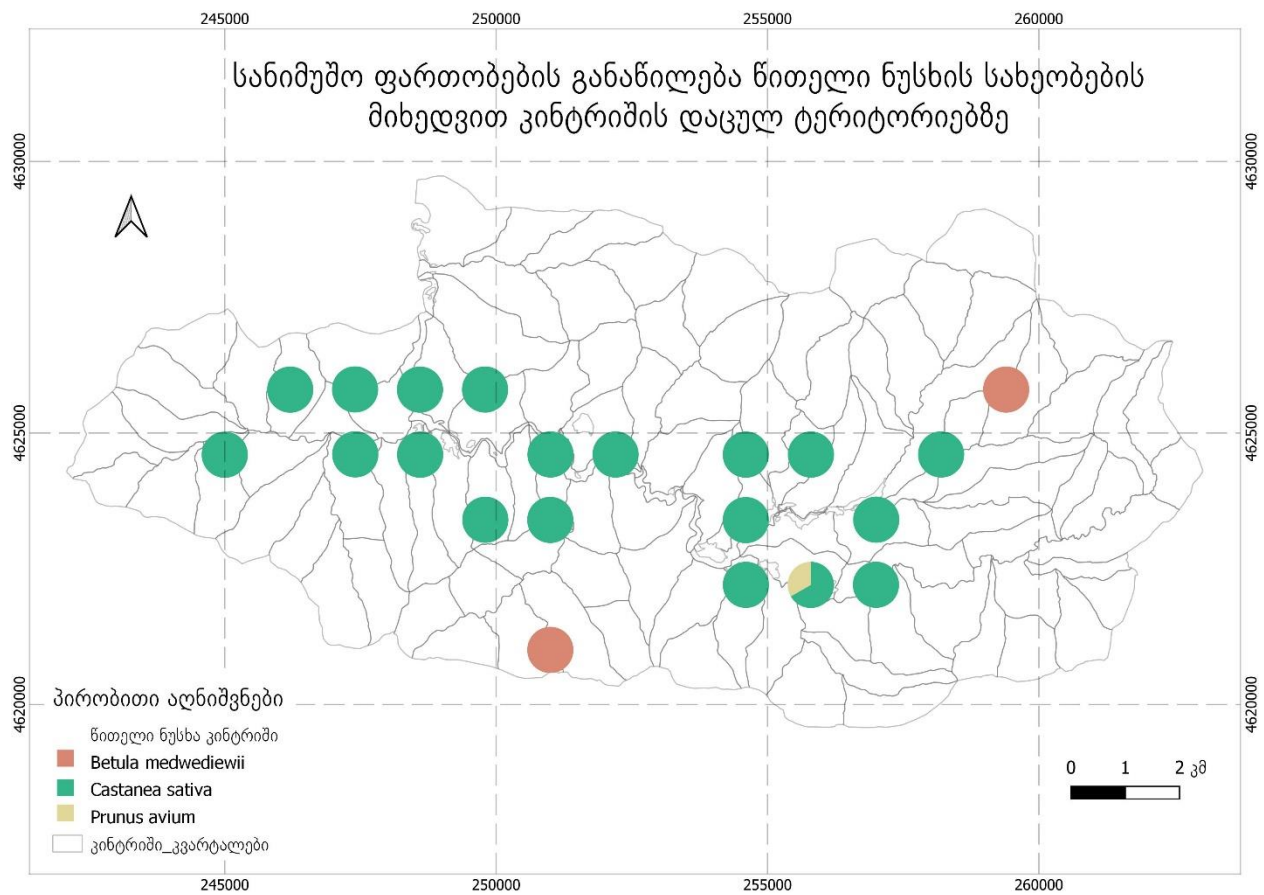 245000 250000 255000 260000
სანიმუშო ფართობების განაწილება წითელი ნუსხის სახეობების
მიხედვით კინტრიშის დაცულ ტერიტორიებზე
4630000 4630000
4625000 4625000
4620000 4620000
პირობითი აღნიშვნები
წითელი ნუსხა კინტრიში
Betula medwediewii
Castanea sativa
Prunus avium
კინტრიში_კვარტალები
0 1 2 კმ
245000 250000 255000 260000